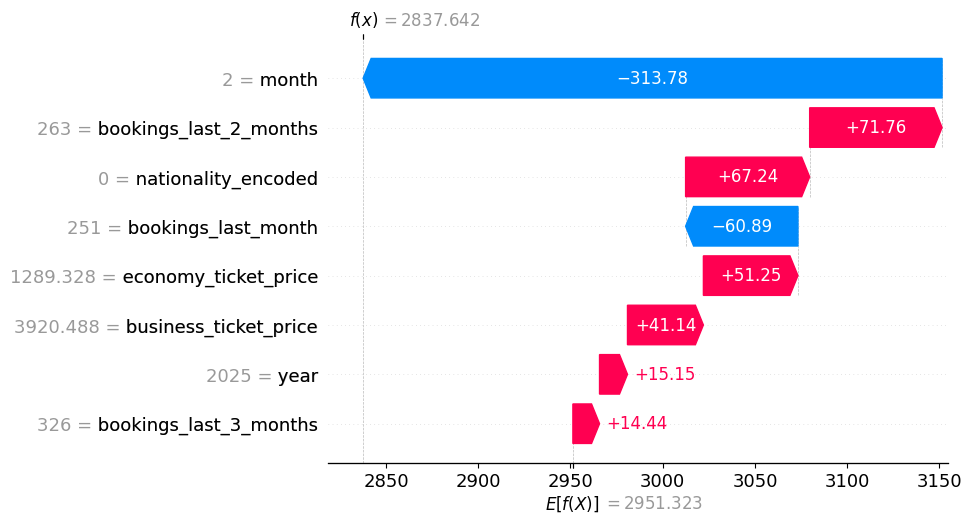 f(x) = 2837.642
2 = month
−313.78
263 = bookings_last_2_months
+71.76
0 = nationality_encoded
+67.24
251 = bookings_last_month
−60.89
1289.328 = economy_ticket_price
+51.25
3920.488 = business_ticket_price
+41.14
2025 = year
+15.15
326 = bookings_last_3_months
+14.44
2850 2900 2950 3000 3050 3100 3150
E[f(X)] = 2951.323